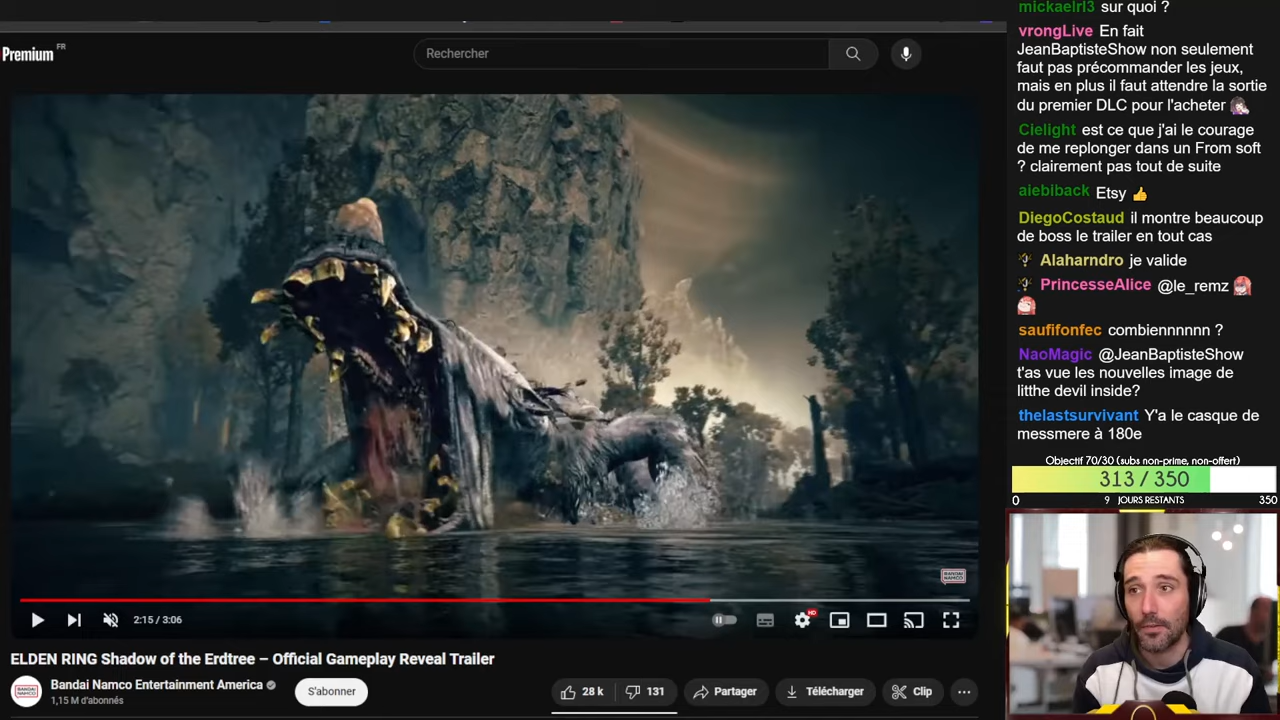 Premium FR
Rechercher
BANDAI
NAMCO
2:15 / 3:06
HD
ELDEN RING Shadow of the Erdtree – Official Gameplay Reveal Trailer
Bandai Namco Entertainment America
1,15 M d'abonnés
S'abonner
28 k
131
Partager
Télécharger
Clip
mickaelrl3 sur quoi ?
vrongLive En fait
JeanBaptisteShow non seulement
faut pas précommander les jeux,
mais en plus il faut attendre la sortie
du premier DLC pour l'acheter
Cielight est ce que j'ai le courage
de me replonger dans un From soft
? clairement pas tout de suite
aiebiback Etsy 👍
DiegoCostaud il montre beaucoup
de boss le trailer en tout cas
Alaharndro je valide
PrincesseAlice @le_remz
saufifonfec combiennnnnn ?
NaoMagic @JeanBaptisteShow
t'as vue les nouvelles image de
litthe devil inside?
thelastsurvivant Y'a le casque de
messmere à 180e
Objectif 70/30 (subs non-prime, non-offert)
313 / 350
0 9 JOURS RESTANTS 350